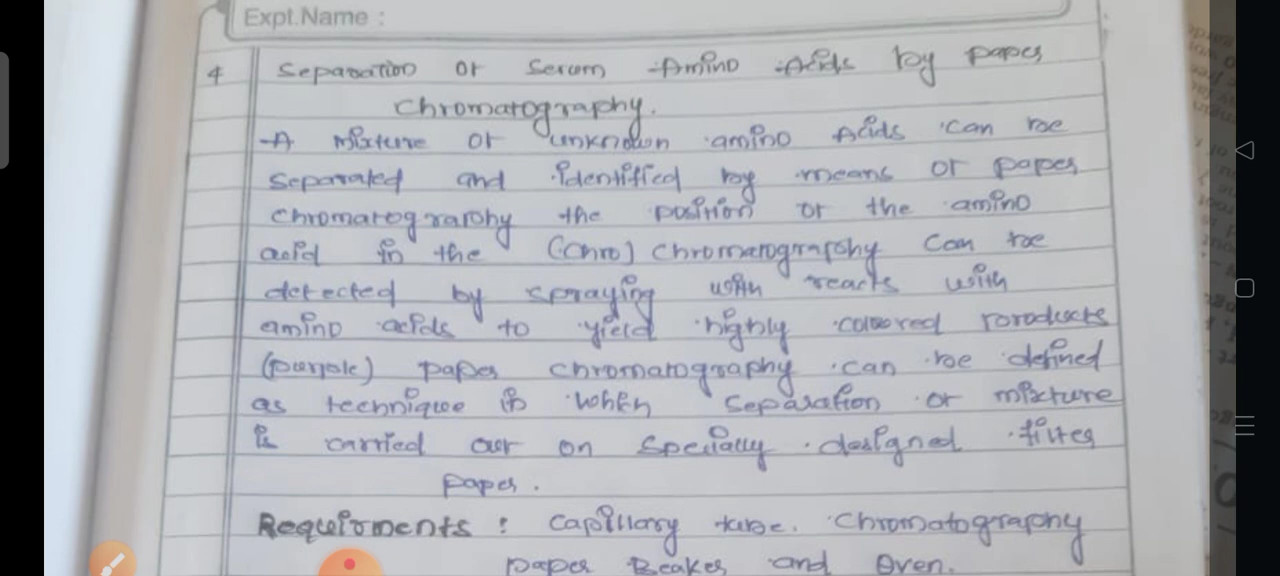 Expt.Name :
4 Separation of Serum Amino Acids by paper
chromatography.
A mixture of unknown amino Acids can be
separated and identified by means of paper
chromatography the position of the amino
acid in the (Chro) chromatography can be
detected by spraying with reacts with
amino acids to yield highly coloured products
(purple) paper chromatography can be defined
as technique in when separation of mixture
is carried out on specially designed filter
paper.
Requirments : Capillary tube. Chromatography
paper Beaker and Oven.